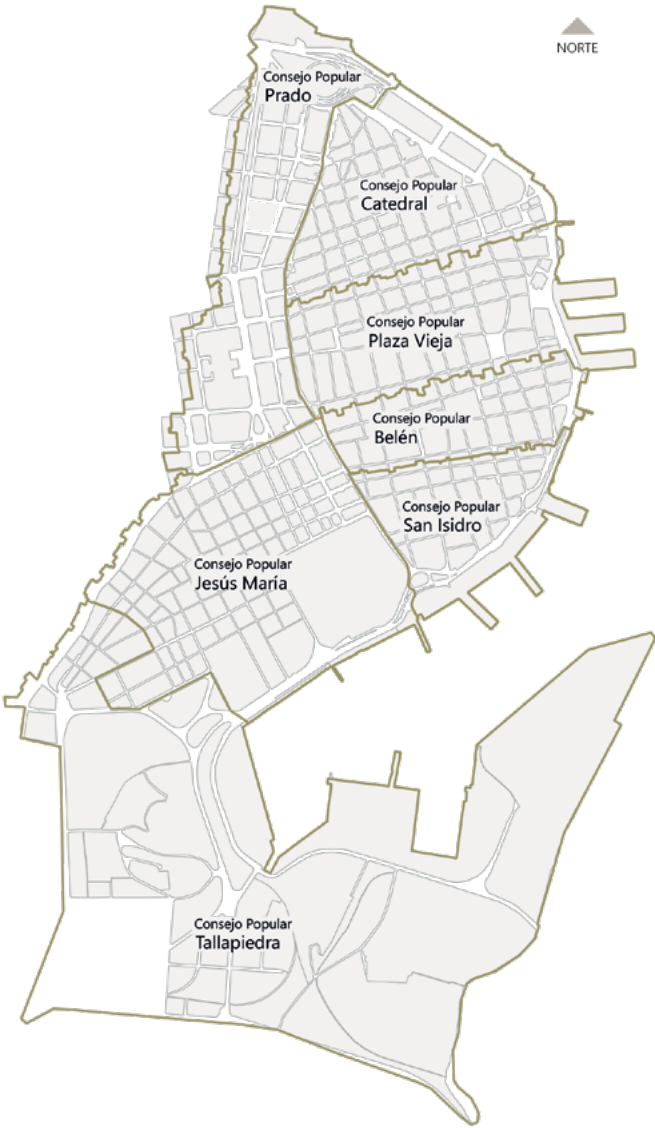 NORTE
Consejo Popular
Prado
Consejo Popular
Catedral
Consejo Popular
Plaza Vieja
Consejo Popular
Belén
Consejo Popular
San Isidro
Consejo Popular
Jesús María
Consejo Popular
Tallapiedra